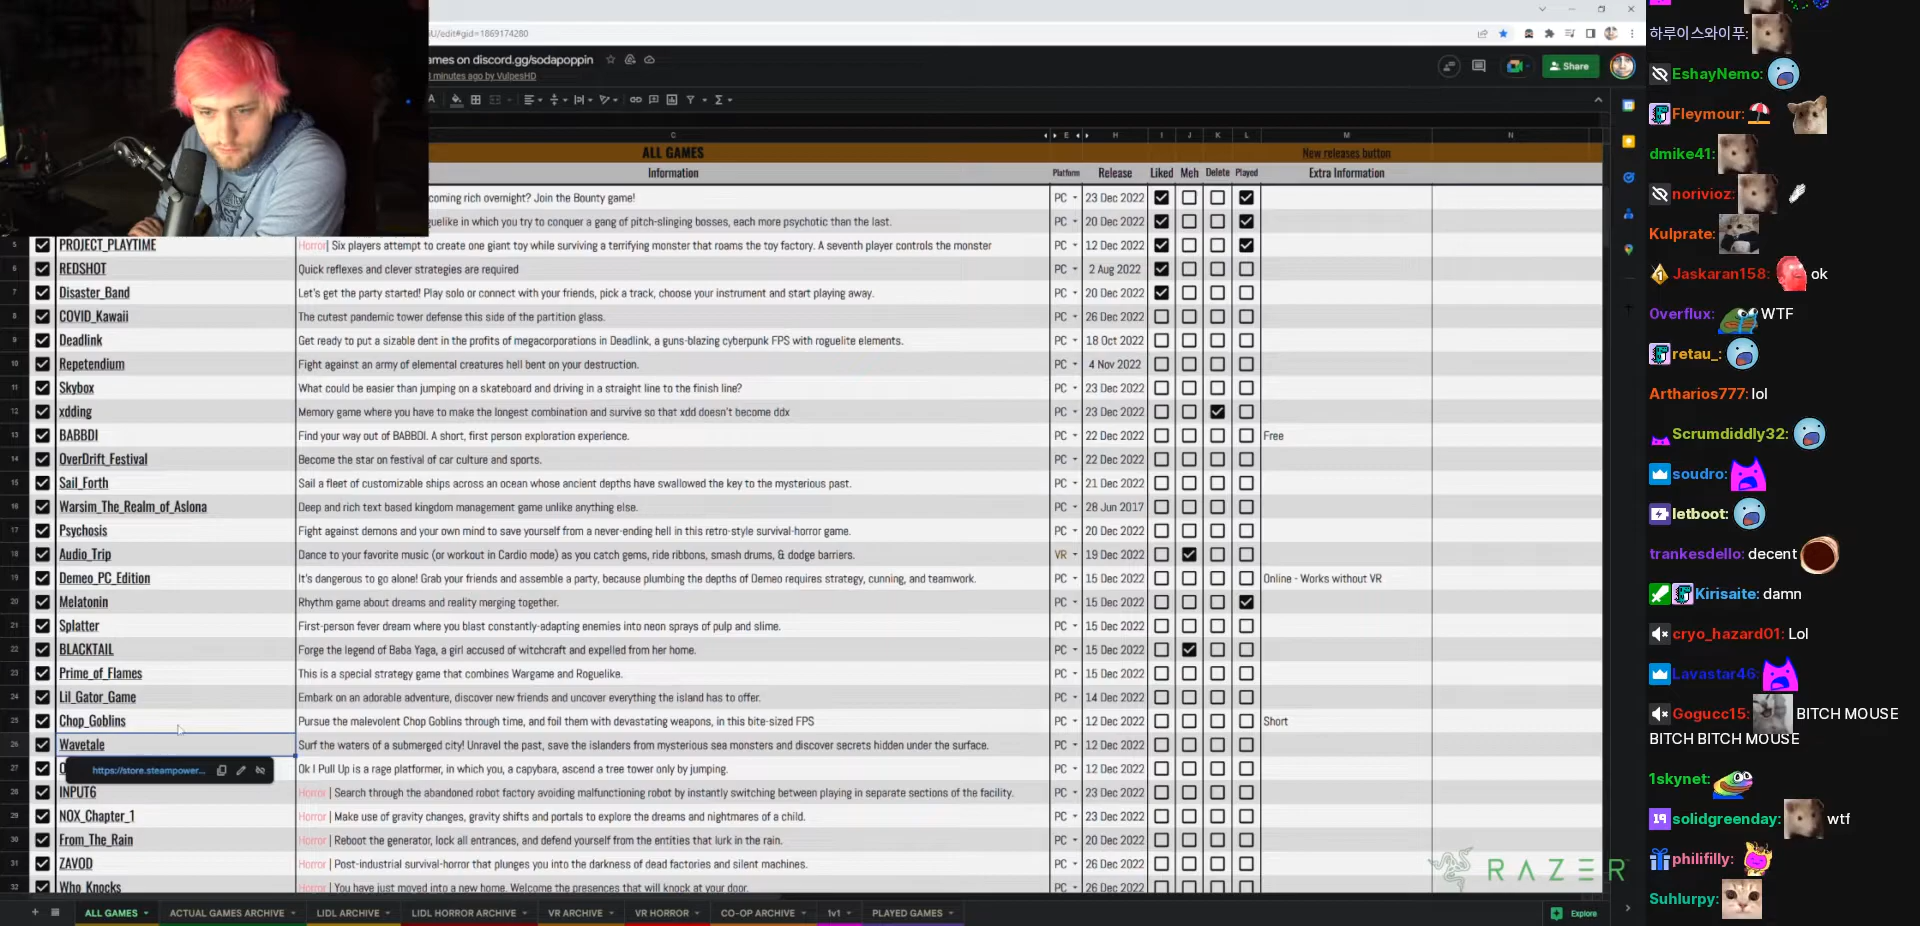 U/edit#gid=1869174280
ames on discord.gg/sodapoppin
minutes ago by VulpesHD
Share
C E H I J K L M N
ALL GAMES New releases button
Information Platform Release Liked Meh Delete Played Extra Information
coming rich overnight? Join the Bounty game! PC 23 Dec 2022
guelike in which you try to conquer a gang of pitch-slinging bosses, each more psychotic than the last. PC 20 Dec 2022
5 PROJECT_PLAYTIME Horror| Six players attempt to create one giant toy while surviving a terrifying monster that roams the toy factory. A seventh player controls the monster PC 12 Dec 2022
6 REDSHOT Quick reflexes and clever strategies are required PC 2 Aug 2022
7 Disaster_Band Let's get the party started! Play solo or connect with your friends, pick a track, choose your instrument and start playing away. PC 20 Dec 2022
8 COVID_Kawaii The cutest pandemic tower defense this side of the partition glass. PC 26 Dec 2022
9 Deadlink Get ready to put a sizable dent in the profits of megacorporations in Deadlink, a guns-blazing cyberpunk FPS with roguelite elements. PC 18 Oct 2022
10 Repetendium Fight against an army of elemental creatures hell bent on your destruction. PC 4 Nov 2022
11 Skybox What could be easier than jumping on a skateboard and driving in a straight line to the finish line? PC 23 Dec 2022
12 xdding Memory game where you have to make the longest combination and survive so that xdd doesn't become ddx PC 23 Dec 2022
13 BABBDI Find your way out of BABBDI. A short, first person exploration experience. PC 22 Dec 2022 Free
14 OverDrift_Festival Become the star on festival of car culture and sports. PC 22 Dec 2022
15 Sail_Forth Sail a fleet of customizable ships across an ocean whose ancient depths have swallowed the key to the mysterious past. PC 21 Dec 2022
16 Warsim_The_Realm_of_Aslona Deep and rich text based kingdom management game unlike anything else. PC 28 Jun 2017
17 Psychosis Fight against demons and your own mind to save yourself from a never-ending hell in this retro-style survival-horror game. PC 20 Dec 2022
18 Audio_Trip Dance to your favorite music (or workout in Cardio mode) as you catch gems, ride ribbons, smash drums, & dodge barriers. VR 19 Dec 2022
19 Demeo_PC_Edition It's dangerous to go alone! Grab your friends and assemble a party, because plumbing the depths of Demeo requires strategy, cunning, and teamwork. PC 15 Dec 2022 Online - Works without VR
20 Melatonin Rhythm game about dreams and reality merging together. PC 15 Dec 2022
21 Splatter First-person fever dream where you blast constantly-adapting enemies into neon sprays of pulp and slime. PC 15 Dec 2022
22 BLACKTAIL Forge the legend of Baba Yaga, a girl accused of witchcraft and expelled from her home. PC 15 Dec 2022
23 Prime_of_Flames This is a special strategy game that combines Wargame and Roguelike. PC 15 Dec 2022
24 Lil_Gator_Game Embark on an adorable adventure, discover new friends and uncover everything the island has to offer. PC 14 Dec 2022
25 Chop_Goblins Pursue the malevolent Chop Goblins through time, and foil them with devastating weapons, in this bite-sized FPS PC 12 Dec 2022 Short
26 Wavetale Surf the waters of a submerged city! Unravel the past, save the islanders from mysterious sea monsters and discover secrets hidden under the surface. PC 12 Dec 2022
27 O https://store.steampower... Ok I Pull Up is a rage platformer, in which you, a capybara, ascend a tree tower only by jumping. PC 12 Dec 2022
28 INPUT6 Horror | Search through the abandoned robot factory avoiding malfunctioning robot by instantly switching between playing in separate sections of the facility. PC 23 Dec 2022
29 NOX_Chapter_1 Horror | Make use of gravity changes, gravity shifts and portals to explore the dreams and nightmares of a child. PC 23 Dec 2022
30 From_The_Rain Horror | Reboot the generator, lock all entrances, and defend yourself from the entities that lurk in the rain. PC 20 Dec 2022
31 ZAVOD Horror | Post-industrial survival-horror that plunges you into the darkness of dead factories and silent machines. PC 26 Dec 2022
32 Who_Knocks Horror | You have just moved into a new home. Welcome the presences that will knock at your door. PC 26 Dec 2022
RAZER
ALL GAMES ACTUAL GAMES ARCHIVE LIDL ARCHIVE LIDL HORROR ARCHIVE VR ARCHIVE VR HORROR CO-OP ARCHIVE 1v1 PLAYED GAMES Explore
하루이스와이푸:
EshayNemo:
Fleymour:
dmike41:
norivioz:
Kulprate:
Jaskaran158: ok
Overflux: WTF
retau_:
Artharios777: lol
Scrumdiddly32:
soudro:
letboot:
trankesdello: decent
Kirisaite: damn
cryo_hazard01: Lol
Lavastar46:
Gogucc15: BITCH MOUSE
BITCH BITCH MOUSE
1skynet:
19 solidgreenday: wtf
philifilly:
Suhlurpy: